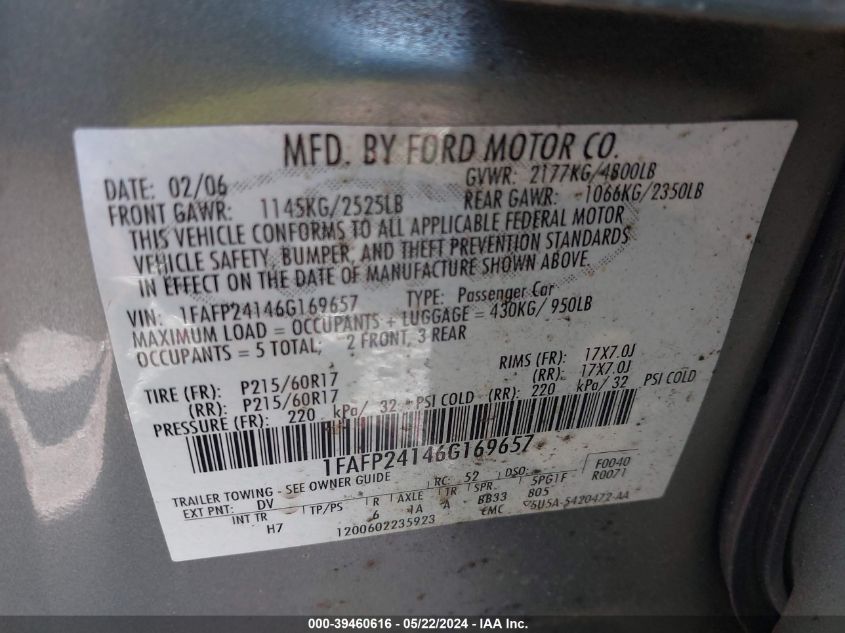 MFD. BY FORD MOTOR CO.
DATE: 02/06 GVWR: 2177KG/4800LB
FRONT GAWR: 1145KG/2525LB REAR GAWR: 1066KG/2350LB
THIS VEHICLE CONFORMS TO ALL APPLICABLE FEDERAL MOTOR
VEHICLE SAFETY, BUMPER, AND THEFT PREVENTION STANDARDS
IN EFFECT ON THE DATE OF MANUFACTURE SHOWN ABOVE.
VIN: 1FAFP24146G169657 TYPE: Passenger Car
MAXIMUM LOAD = OCCUPANTS + LUGGAGE = 430KG/950LB
OCCUPANTS = 5 TOTAL; 2 FRONT, 3 REAR
TIRE (FR): P215/60R17 RIMS (FR): 17X7.0J
(RR): P215/60R17 (RR): 17X7.0J
PRESSURE (FR): 220 kPa/ 32 PSI COLD (RR): 220 kPa/ 32 PSI COLD
1FAFP24146G169657
TRAILER TOWING - SEE OWNER GUIDE RC: 52 DSO: F0040
EXT PNT: DV TP/PS R AXLE TR SPR 5PG1F R0071
INT TR H7 6 1A A BB33 805
1200602235923 EMC 5U5A-5420472-AA
000-39460616 - 05/22/2024 - IAA